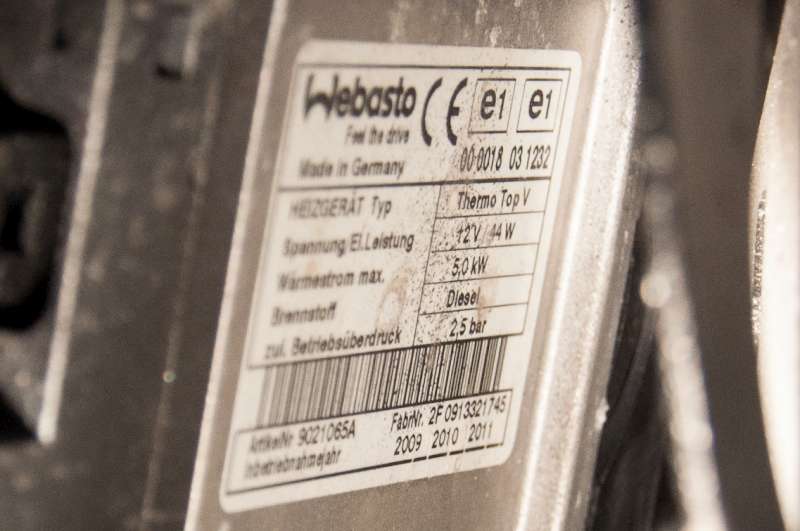 Webasto CE e1 e1
Feel the drive
Made in Germany 00 0018 03 1232
HEIZGERÄT Typ Thermo Top V
Spannung/El.Leistung 12 V 44 W
Wärmestrom max. 5,0 kW
Brennstoff Diesel
zul. Betriebsüberdruck 2,5 bar
ArtikelNr 9021065A FabrNr. 2F 0913321745
Inbetriebnahmejahr 2009 2010 2011